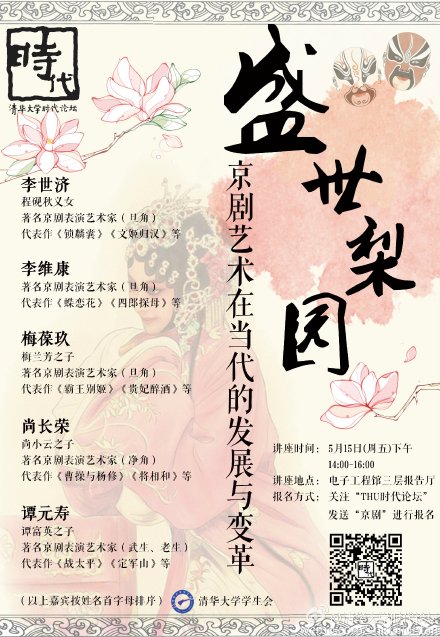 時代
清华大学时代论坛
盛世梨园
京剧艺术在当代的发展与变革
李世济
程砚秋义女
著名京剧表演艺术家（旦角）
代表作《锁麟囊》《文姬归汉》等
李维康
著名京剧表演艺术家（旦角）
代表作《蝶恋花》《四郎探母》等
梅葆玖
梅兰芳之子
著名京剧表演艺术家（旦角）
代表作《霸王别姬》《贵妃醉酒》等
尚长荣
尚小云之子
著名京剧表演艺术家（净角）
代表作《曹操与杨修》《将相和》等
谭元寿
谭富英之子
著名京剧表演艺术家（武生、老生）
代表作《战太平》《定军山》等
（以上嘉宾按姓名首字母排序）
清华大学学生会
讲座时间： 5月15日(周五)下午
14:00-16:00
讲座地点： 电子工程馆三层报告厅
报名方式： 关注“THU时代论坛”
发送“京剧”进行报名
時代